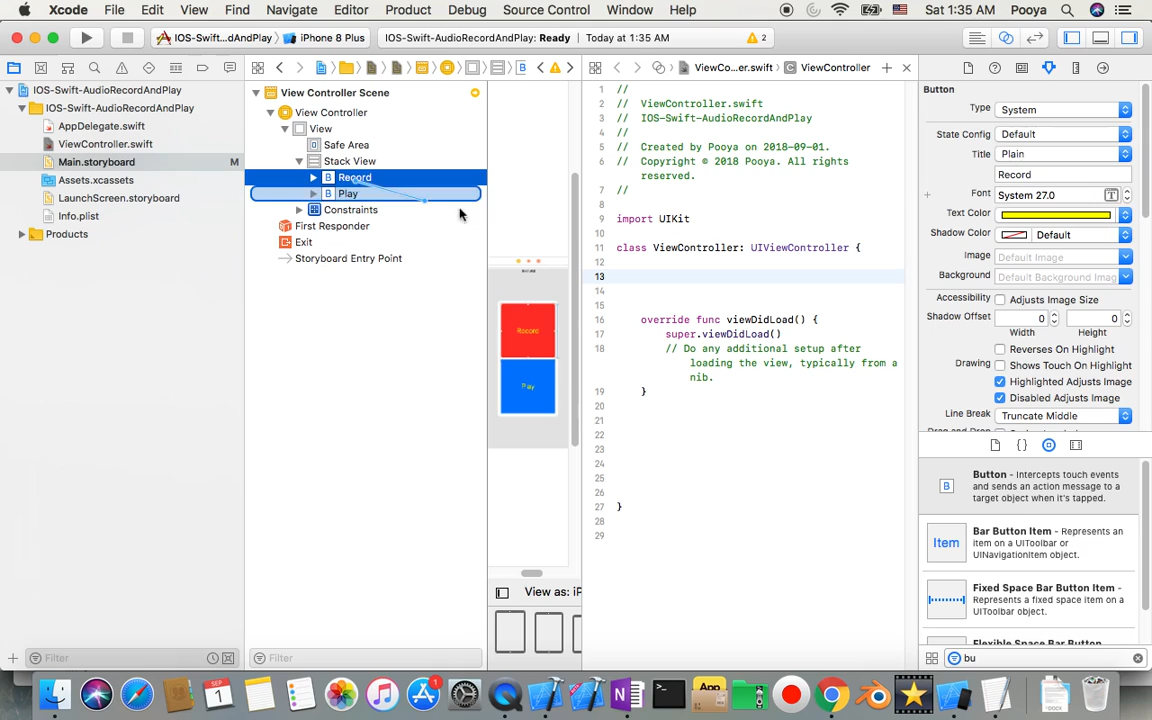 Xcode File Edit View Find Navigate Editor Product Debug Source Control Window Help Sat 1:35 AM Pooya
IOS-Swift...dAndPlay iPhone 8 Plus IOS-Swift-AudioRecordAndPlay: Ready Today at 1:35 AM 2
ViewCo...er.swift ViewController
IOS-Swift-AudioRecordAndPlay
IOS-Swift-AudioRecordAndPlay
AppDelegate.swift
ViewController.swift
Main.storyboard M
Assets.xcassets
LaunchScreen.storyboard
Info.plist
Products
Filter
View Controller Scene
View Controller
View
Safe Area
Stack View
B Record
B Play
Constraints
First Responder
Exit
Storyboard Entry Point
Filter
Record
Play
View as: iP
1 //
2 // ViewController.swift
3 // IOS-Swift-AudioRecordAndPlay
4 //
5 // Created by Pooya on 2018-09-01.
6 // Copyright © 2018 Pooya. All rights
reserved.
7 //
8
9 import UIKit
10
11 class ViewController: UIViewController {
12
13
14
15
16 override func viewDidLoad() {
17 super.viewDidLoad()
18 // Do any additional setup after
loading the view, typically from a
nib.
19 }
20
21
22
23
24
25
26
27 }
28
29
Button
Type System
State Config Default
Title Plain
Record
Font System 27.0 T
Text Color
Shadow Color Default
Image Default Image
Background Default Background Imag
Accessibility Adjusts Image Size
Shadow Offset 0 0
Width Height
Reverses On Highlight
Drawing Shows Touch On Highlight
Highlighted Adjusts Image
Disabled Adjusts Image
Line Break Truncate Middle
B Button - Intercepts touch events
and sends an action message to a
target object when it's tapped.
Item Bar Button Item - Represents an
item on a UIToolbar or
UINavigationItem object.
Fixed Space Bar Button Item -
Represents a fixed space item on a
UIToolbar object.
Flexible Space Bar Button
bu
SEP
1
1
App
DOCX